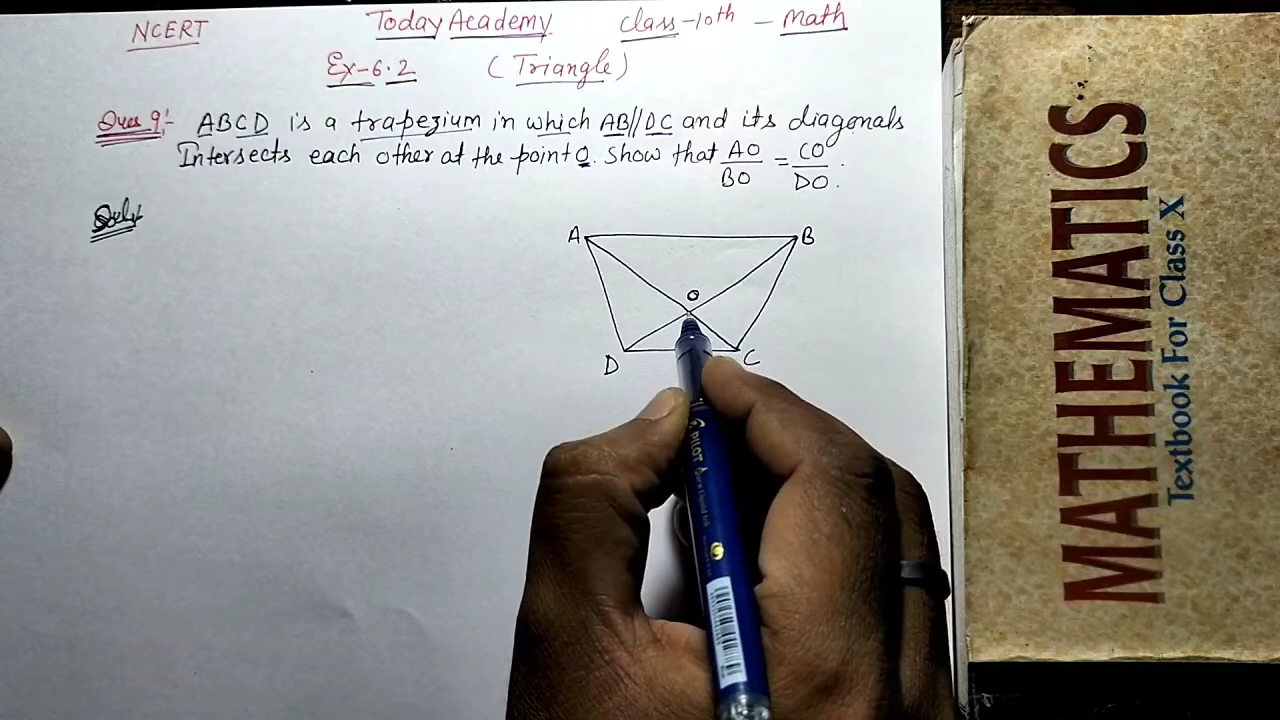 NCERT Today Academy class-10th - Math
Ex-6.2 (Triangle)
Ques 9:- ABCD is a trapezium in which AB//DC and its diagonals
Intersects each other at the point O. Show that AO/BO = CO/DO.
Soln
A B
O
D C
PILOT
MATHEMATICS
Textbook For Class X